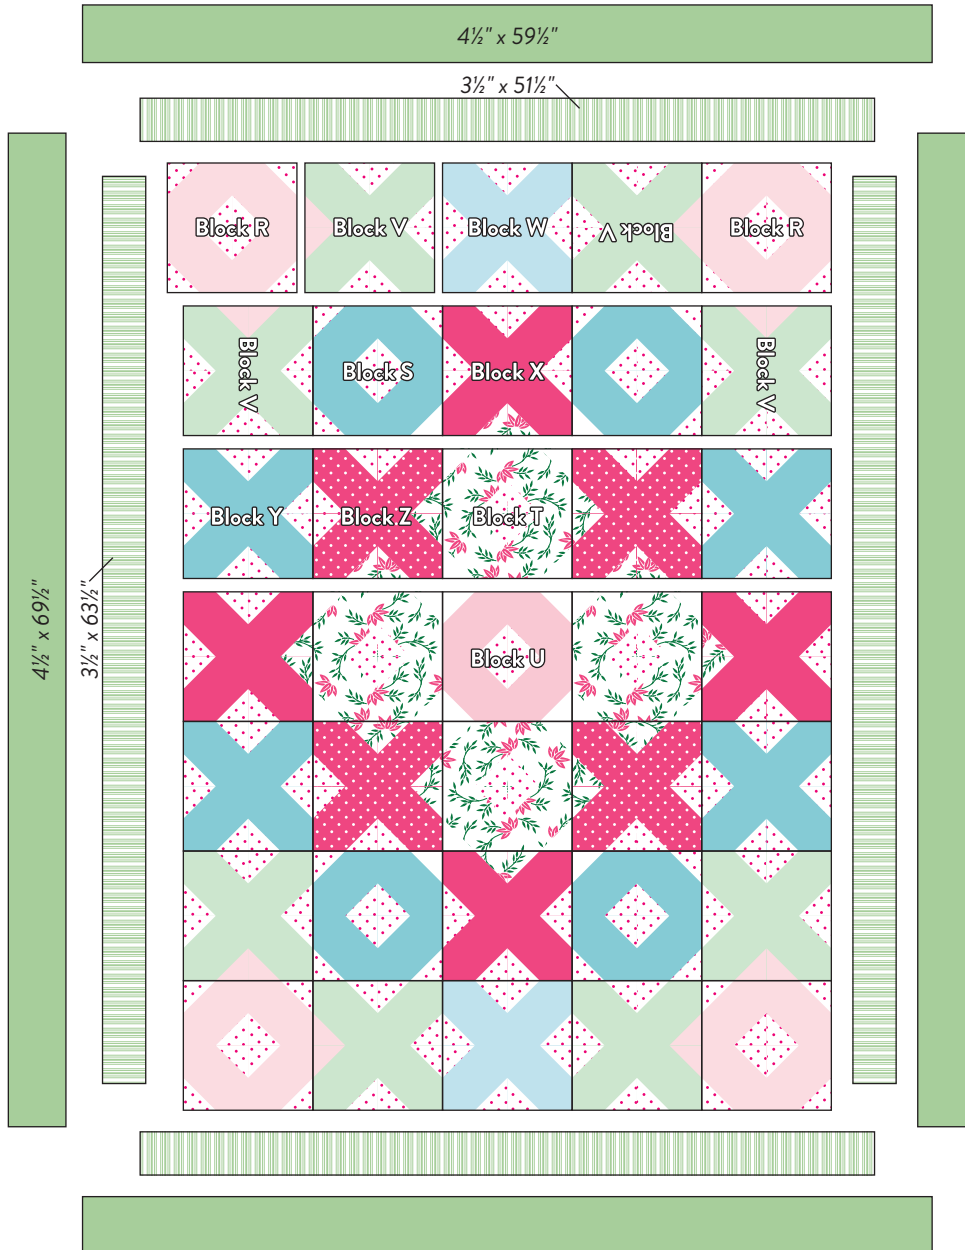 4½" x 59½"
3½" x 51½"
Block R
Block V
Block W
Block V
Block R
Block V
Block S
Block X
Block V
Block Y
Block Z
Block T
4½" x 69½"
3½" x 63½"
Block U